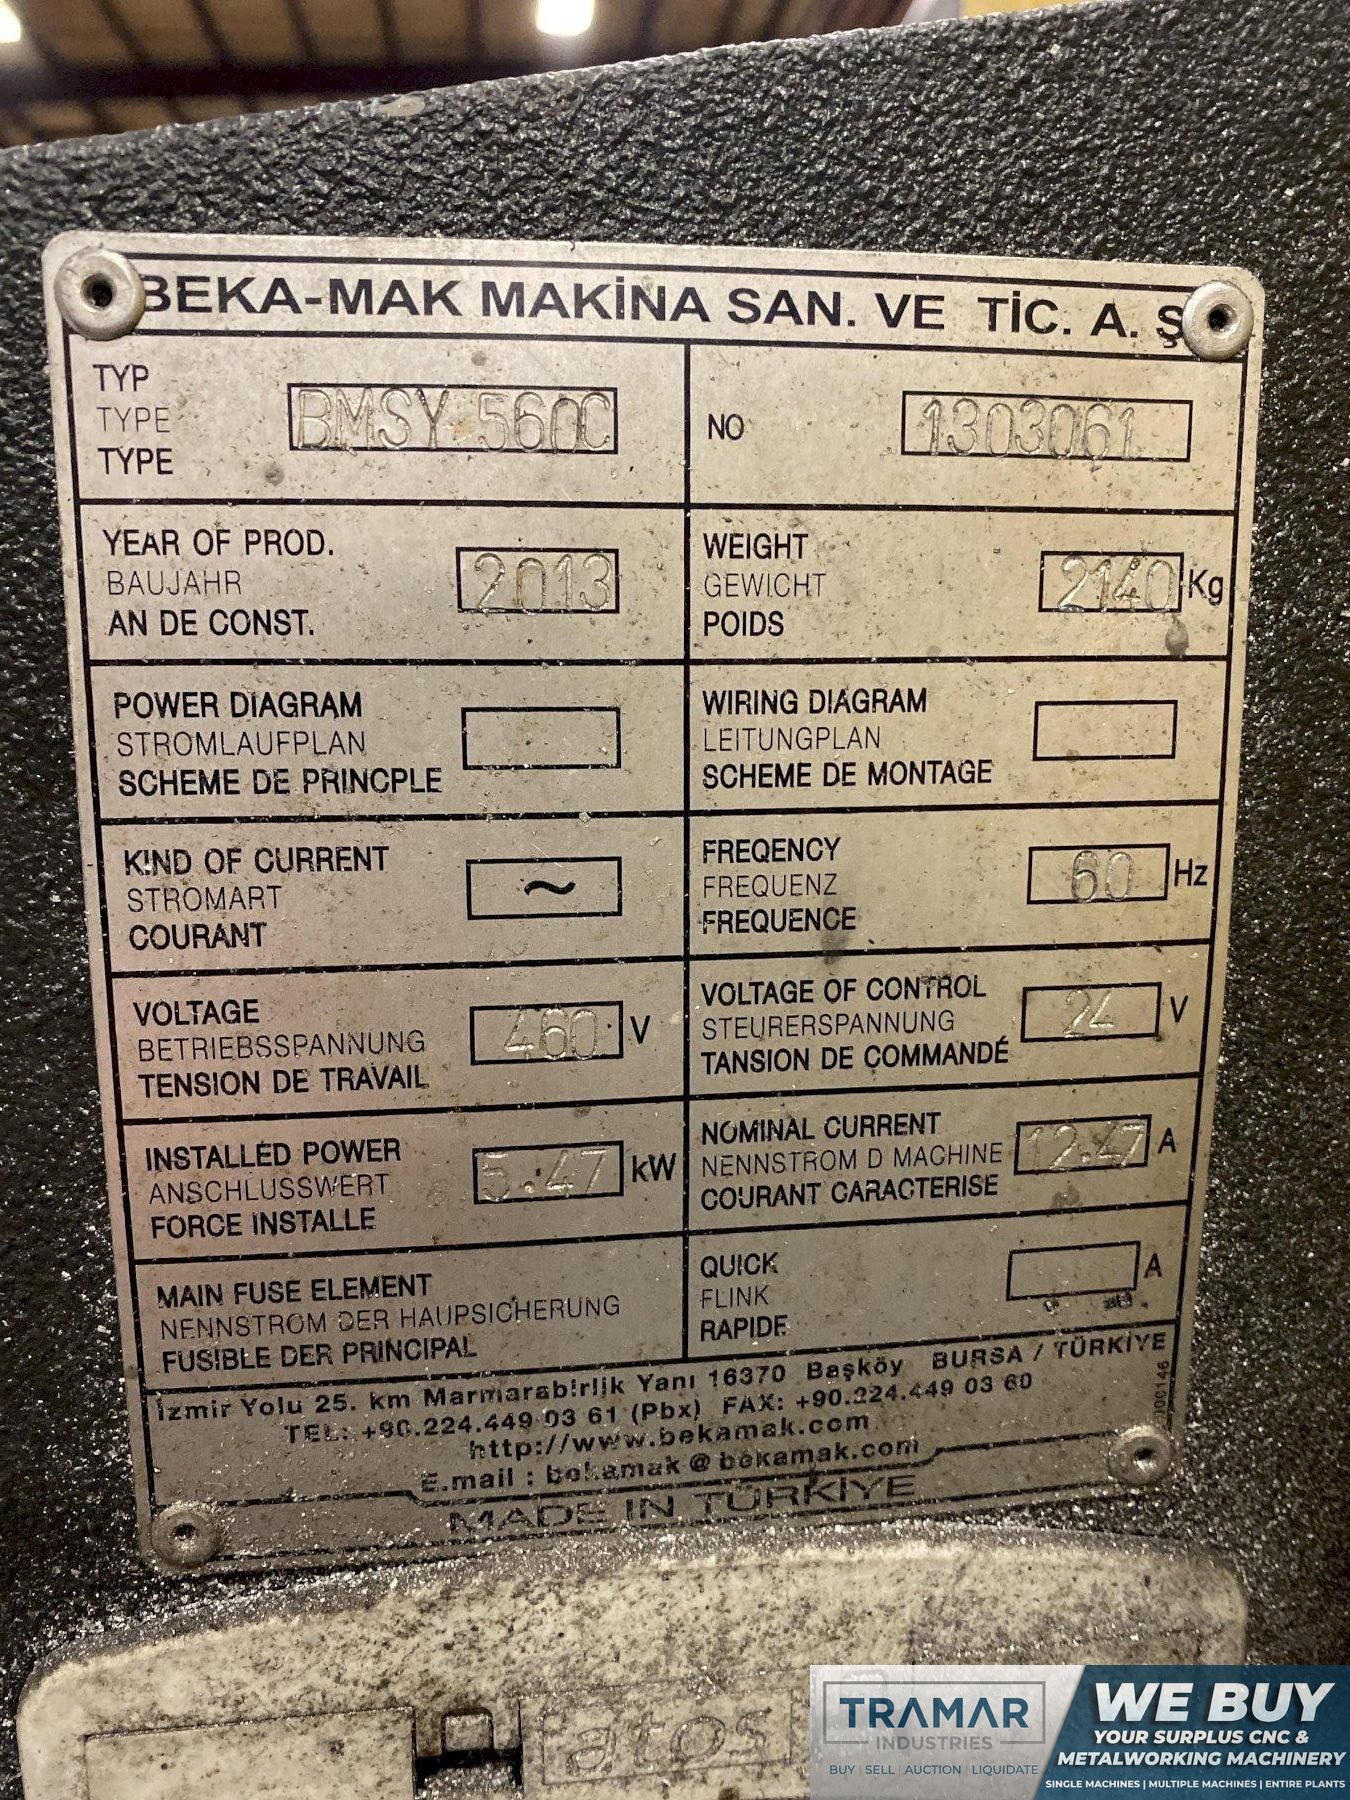 BEKA-MAK MAKİNA SAN. VE TİC. A. Ş
TYP
TYPE
TYPE
BMSY 560C
NO
1303061
YEAR OF PROD.
BAUJAHR
AN DE CONST.
2013
WEIGHT
GEWICHT
POIDS
2140 Kg
POWER DIAGRAM
STROMLAUFPLAN
SCHEME DE PRINCPLE
WIRING DIAGRAM
LEITUNGPLAN
SCHEME DE MONTAGE
KIND OF CURRENT
STROMART
COURANT
~
FREQENCY
FREQUENZ
FREQUENCE
60 Hz
VOLTAGE
BETRIEBSSPANNUNG
TENSION DE TRAVAIL
460 V
VOLTAGE OF CONTROL
STEURERSPANNUNG
TANSION DE COMMANDÉ
24 V
INSTALLED POWER
ANSCHLUSSWERT
FORCE INSTALLE
5.47 kW
NOMINAL CURRENT
NENNSTROM D MACHINE
COURANT CARACTERISE
12.47 A
MAIN FUSE ELEMENT
NENNSTROM DER HAUPSICHERUNG
FUSIBLE DER PRINCIPAL
QUICK
FLINK
RAPIDE
A
İzmir Yolu 25. km Marmarabirlik Yanı 16370 Başköy BURSA / TÜRKİYE
TEL: +90.224.449 03 61 (Pbx) FAX: +90.224.449 03 60
http://www.bekamak.com
E.mail : bekamak@bekamak.com
MADE IN TÜRKİYE
atos
TRAMAR
INDUSTRIES
BUY | SELL | AUCTION | LIQUIDATE
WE BUY
YOUR SURPLUS CNC &
METALWORKING MACHINERY
SINGLE MACHINES | MULTIPLE MACHINES | ENTIRE PLANTS